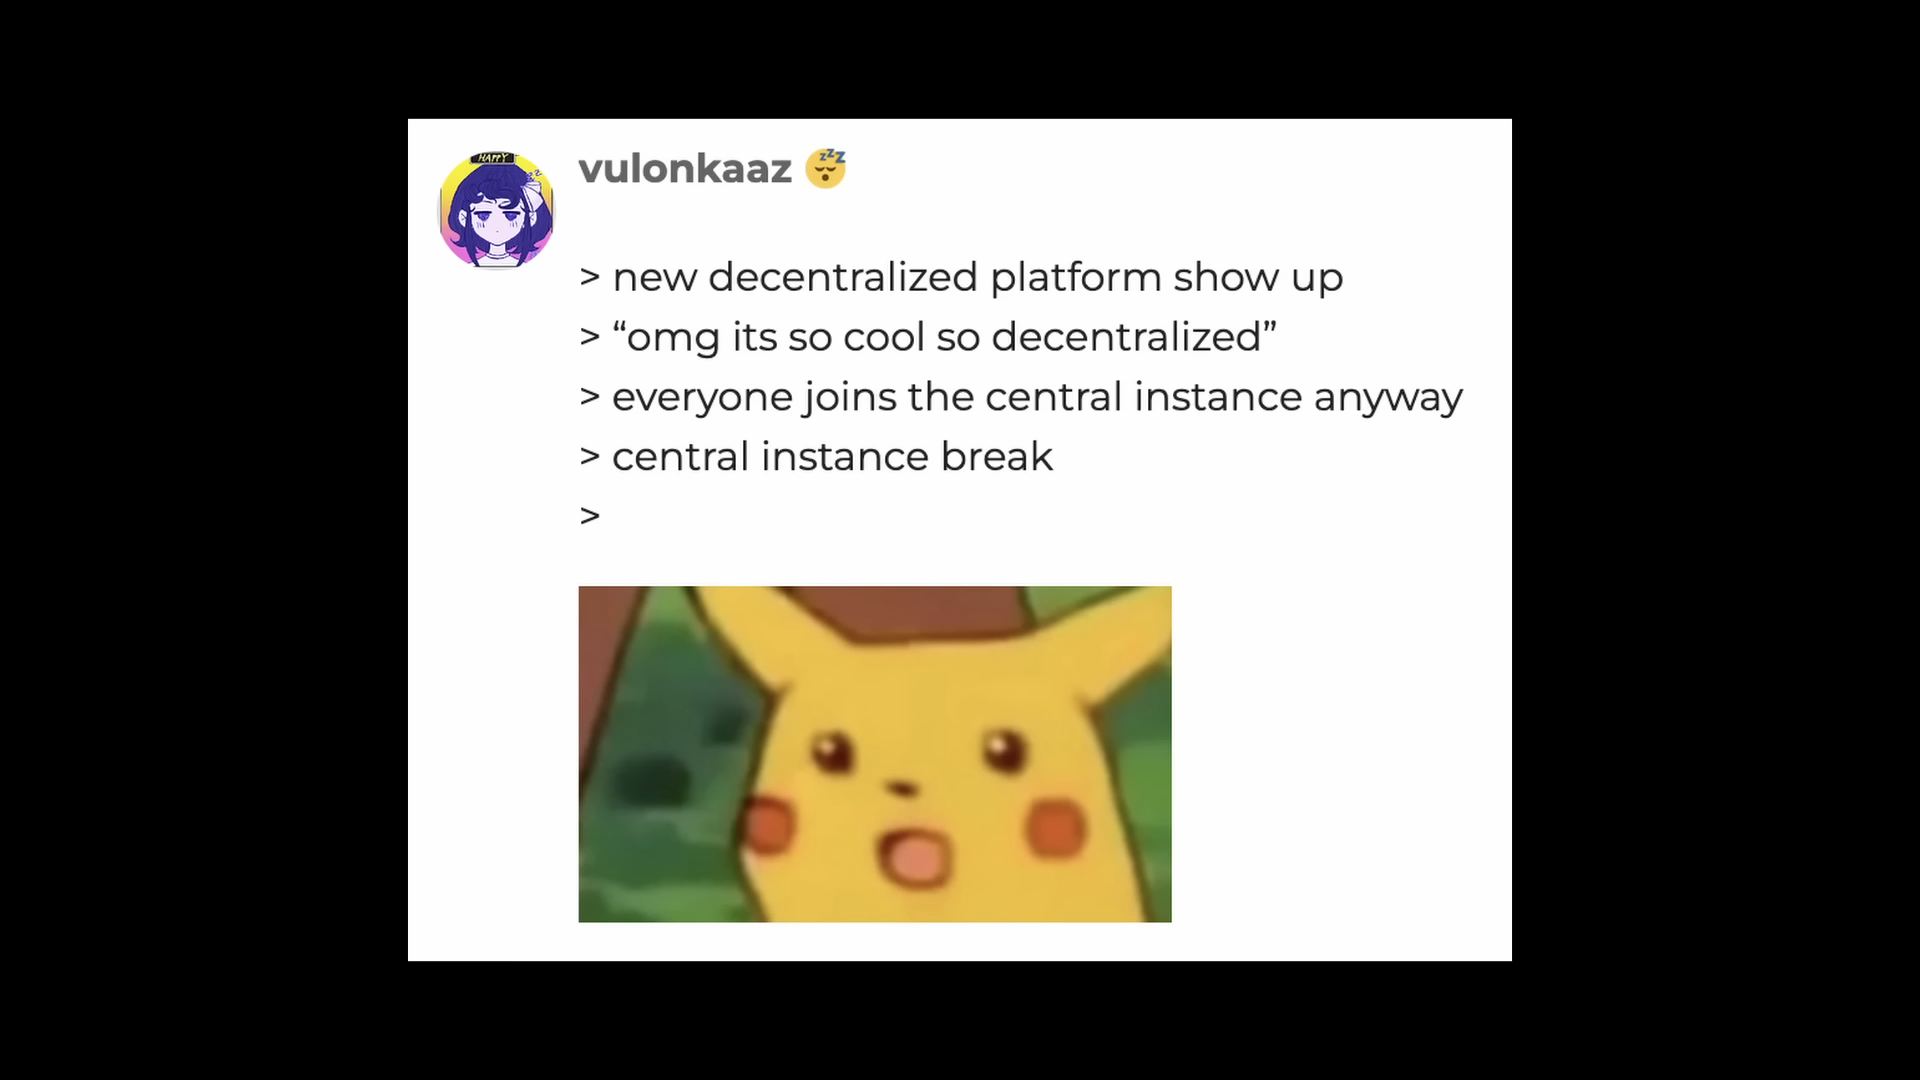 HAPPY
vulonkaaz 😴
> new decentralized platform show up
> “omg its so cool so decentralized”
> everyone joins the central instance anyway
> central instance break
>